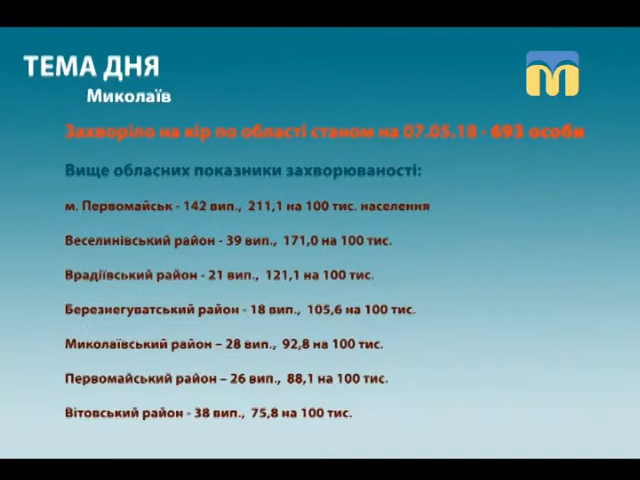 ТЕМА ДНЯ
Миколаїв
Захворіло на кір по області станом на 07.05.18 - 693 особи
Вище обласних показники захворюваності:
м. Первомайськ - 142 вип., 211,1 на 100 тис. населення
Веселинівський район - 39 вип., 171,0 на 100 тис.
Врадіївський район - 21 вип., 121,1 на 100 тис.
Березнегуватський район - 18 вип., 105,6 на 100 тис.
Миколаївський район – 28 вип., 92,8 на 100 тис.
Первомайський район – 26 вип., 88,1 на 100 тис.
Вітовський район - 38 вип., 75,8 на 100 тис.